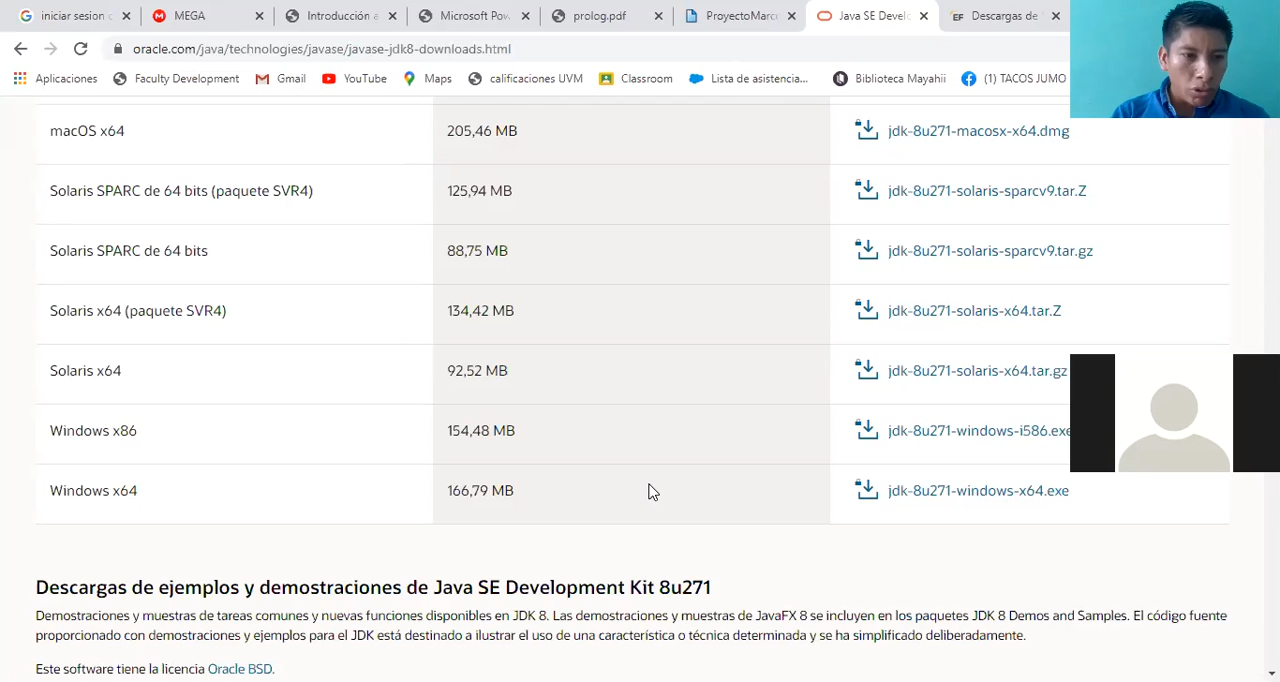 iniciar sesion
MEGA
Introducción a
Microsoft Pov
prolog.pdf
ProyectoMarc
Java SE Devel
Descargas de
oracle.com/java/technologies/javase/javase-jdk8-downloads.html
Aplicaciones
Faculty Development
Gmail
YouTube
Maps
calificaciones UVM
Classroom
Lista de asistencia...
Biblioteca Mayahii
(1) TACOS JUMO
macOS x64 205,46 MB jdk-8u271-macosx-x64.dmg
Solaris SPARC de 64 bits (paquete SVR4) 125,94 MB jdk-8u271-solaris-sparcv9.tar.Z
Solaris SPARC de 64 bits 88,75 MB jdk-8u271-solaris-sparcv9.tar.gz
Solaris x64 (paquete SVR4) 134,42 MB jdk-8u271-solaris-x64.tar.Z
Solaris x64 92,52 MB jdk-8u271-solaris-x64.tar.gz
Windows x86 154,48 MB jdk-8u271-windows-i586.exe
Windows x64 166,79 MB jdk-8u271-windows-x64.exe
Descargas de ejemplos y demostraciones de Java SE Development Kit 8u271
Demostraciones y muestras de tareas comunes y nuevas funciones disponibles en JDK 8. Las demostraciones y muestras de JavaFX 8 se incluyen en los paquetes JDK 8 Demos and Samples. El código fuente
proporcionado con demostraciones y ejemplos para el JDK está destinado a ilustrar el uso de una característica o técnica determinada y se ha simplificado deliberadamente.
Este software tiene la licencia Oracle BSD.